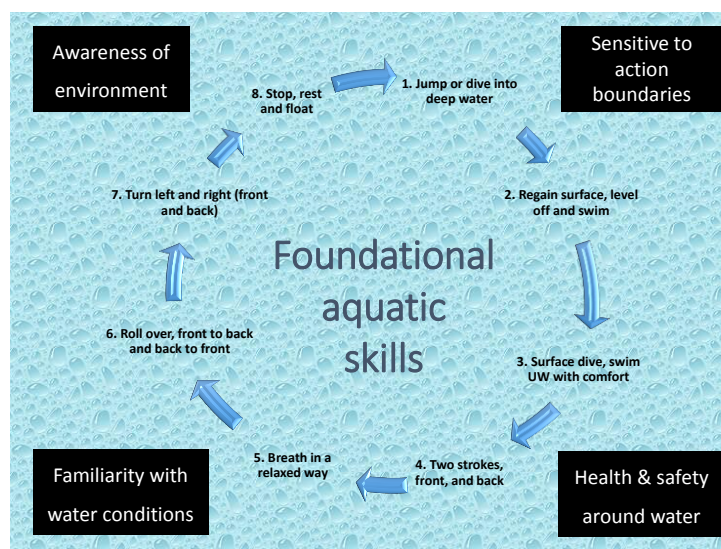 Awareness of
environment
Sensitive to
action
boundaries
8. Stop, rest
and float
1. Jump or dive into
deep water
7. Turn left and right (front
and back)
2. Regain surface, level
off and swim
Foundational
aquatic
skills
6. Roll over, front to back
and back to front
3. Surface dive, swim
UW with comfort
5. Breath in a
relaxed way
4. Two strokes,
front, and back
Familiarity with
water conditions
Health & safety
around water